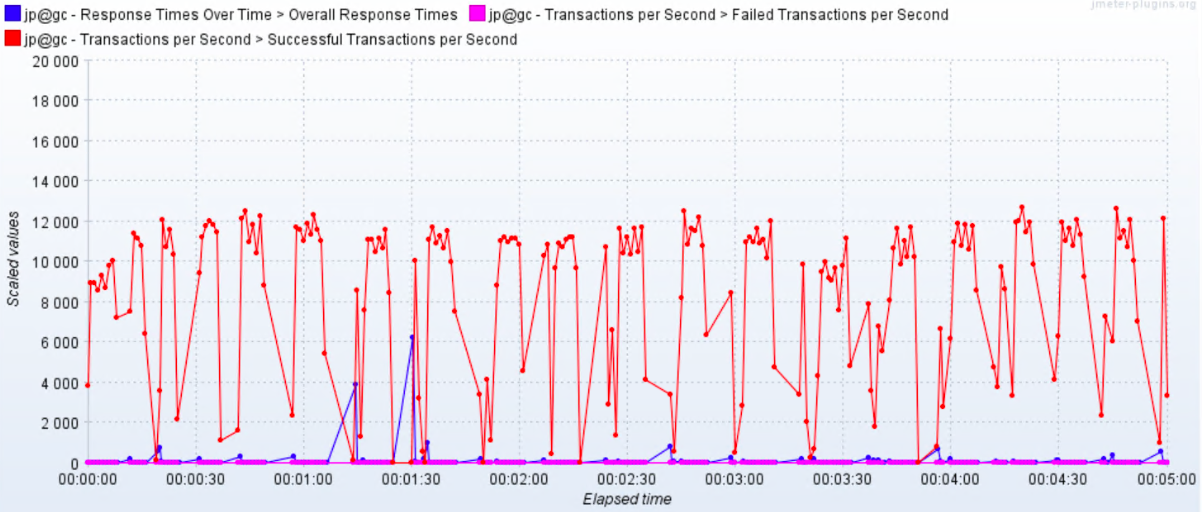 jp@gc - Response Times Over Time > Overall Response Times jp@gc - Transactions per Second > Failed Transactions per Second
jmeter-plugins.org
jp@gc - Transactions per Second > Successful Transactions per Second
20 000
18 000
16 000
14 000
12 000
10 000
8 000
6 000
4 000
2 000
0
Scaled values
00:00:00 00:00:30 00:01:00 00:01:30 00:02:00 00:02:30 00:03:00 00:03:30 00:04:00 00:04:30 00:05:00
Elapsed time